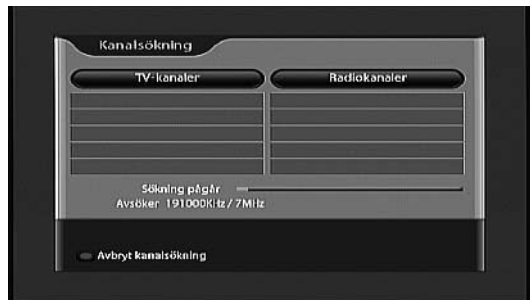 Kanalsökning
TV-kanaler Radiokanaler
Sökning pågår
Avsöker 191000KHz / 7MHz
Avbryt kanalsökning